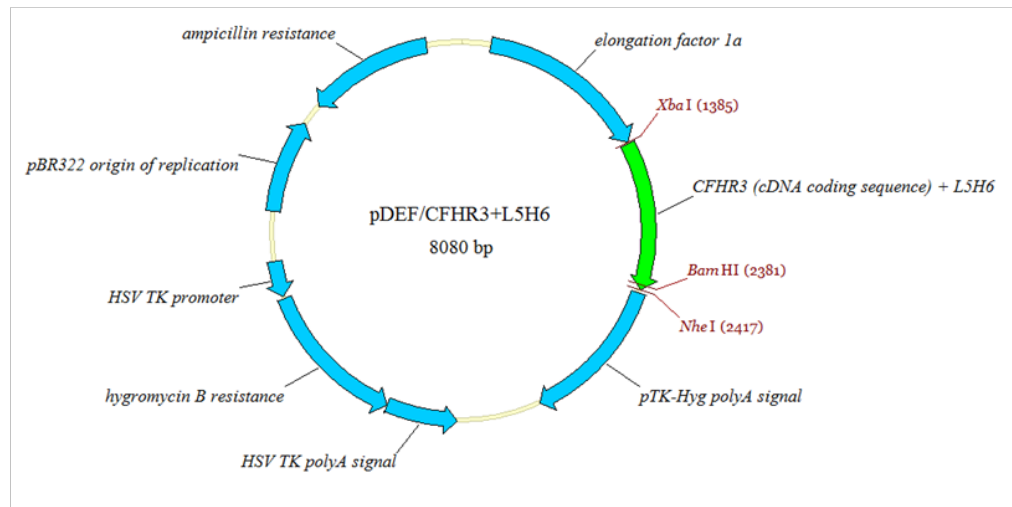 ampicillin resistance
elongation factor 1a
XbaI (1385)
pBR322 origin of replication
CFHR3 (cDNA coding sequence) + L5H6
pDEF/CFHR3+L5H6
8080 bp
BamHI (2381)
HSV TK promoter
NheI (2417)
hygromycin B resistance
pTK-Hyg polyA signal
HSV TK polyA signal